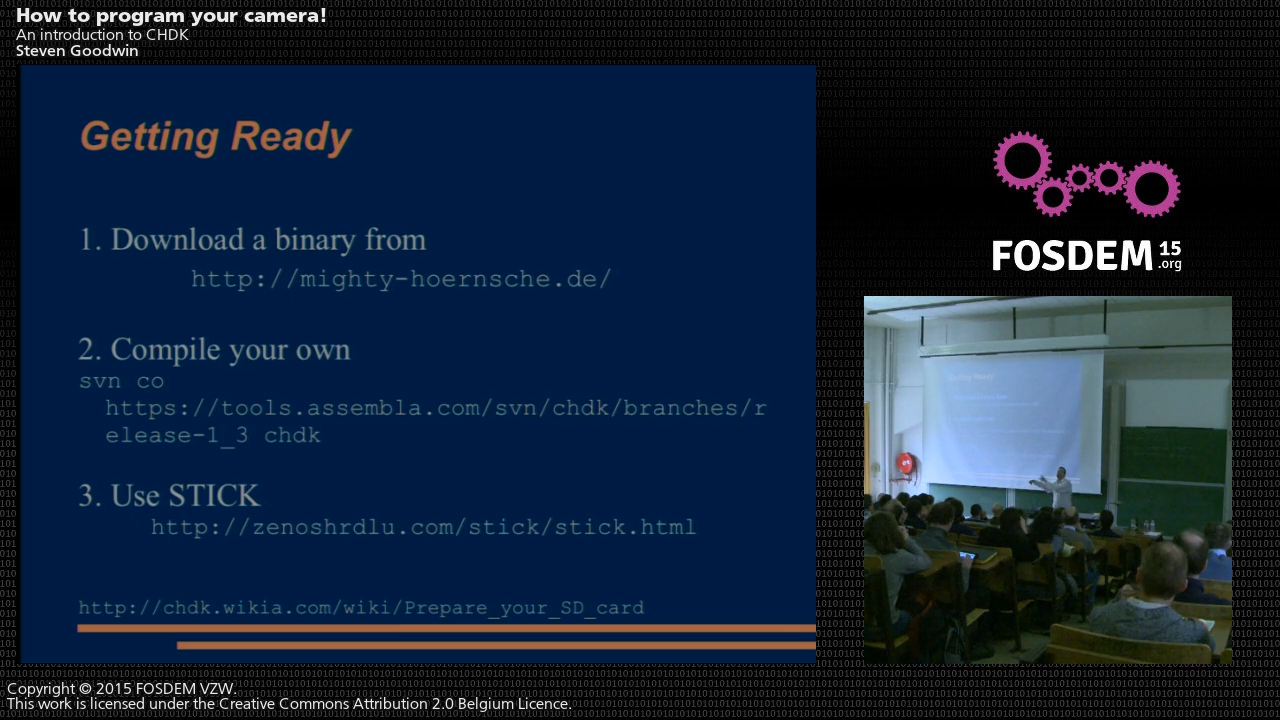 How to program your camera!
An introduction to CHDK
Steven Goodwin
Getting Ready
1. Download a binary from
http://mighty-hoernsche.de/
2. Compile your own
svn co
https://tools.assembla.com/svn/chdk/branches/r
elease-1_3 chdk
3. Use STICK
http://zenoshrdlu.com/stick/stick.html
http://chdk.wikia.com/wiki/Prepare_your_SD_card
FOSDEM 15
.org
Getting Ready
Copyright © 2015 FOSDEM VZW.
This work is licensed under the Creative Commons Attribution 2.0 Belgium Licence.